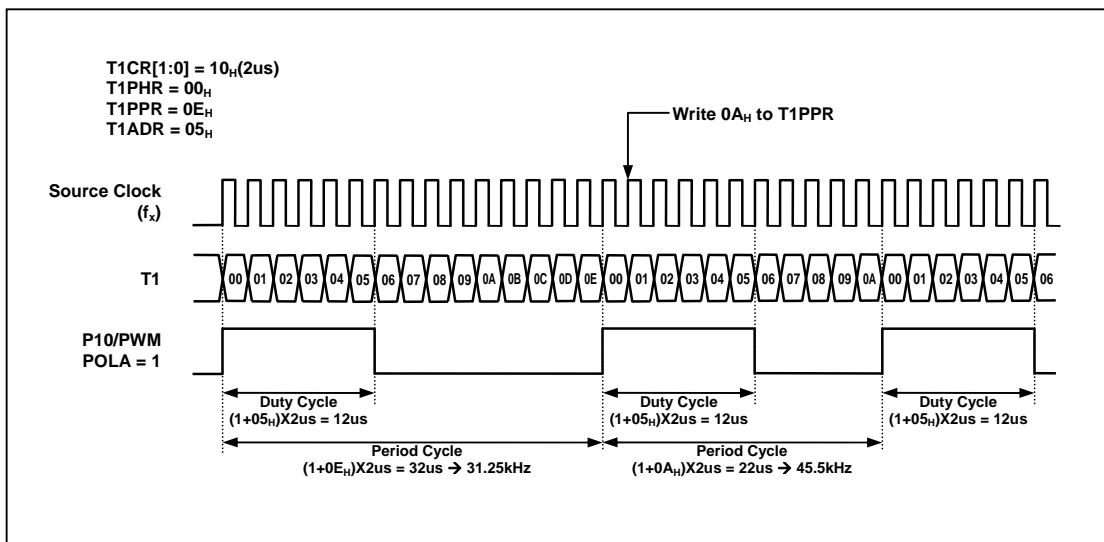 T1CR[1:0] = 10H(2us)
T1PHR = 00H
T1PPR = 0EH
T1ADR = 05H
Write 0AH to T1PPR
Source Clock
(fx)
T1
00 01 02 03 04 05 06 07 08 09 0A 0B 0C 0D 0E 00 01 02 03 04 05 06 07 08 09 0A 00 01 02 03 04 05 06
P10/PWM
POLA = 1
Duty Cycle
(1+05H)X2us = 12us
Duty Cycle
(1+05H)X2us = 12us
Duty Cycle
(1+05H)X2us = 12us
Period Cycle
(1+0EH)X2us = 32us → 31.25kHz
Period Cycle
(1+0AH)X2us = 22us → 45.5kHz